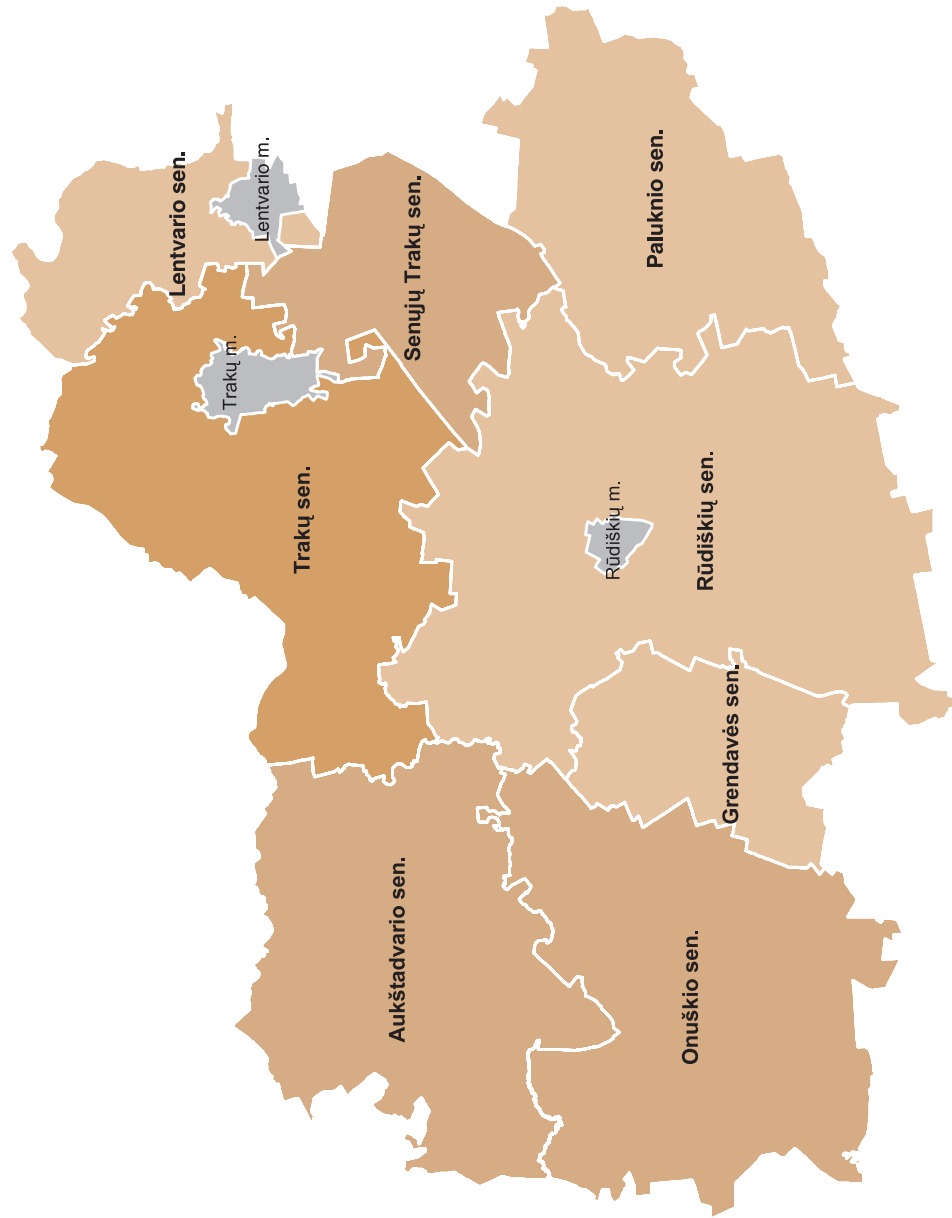 Lentvario sen.
Lentvario m.
Trakų m.
Senųjų Trakų sen.
Trakų sen.
Paluknio sen.
Rūdiškių m.
Rūdiškių sen.
Grendavės sen.
Aukštadvario sen.
Onuškio sen.